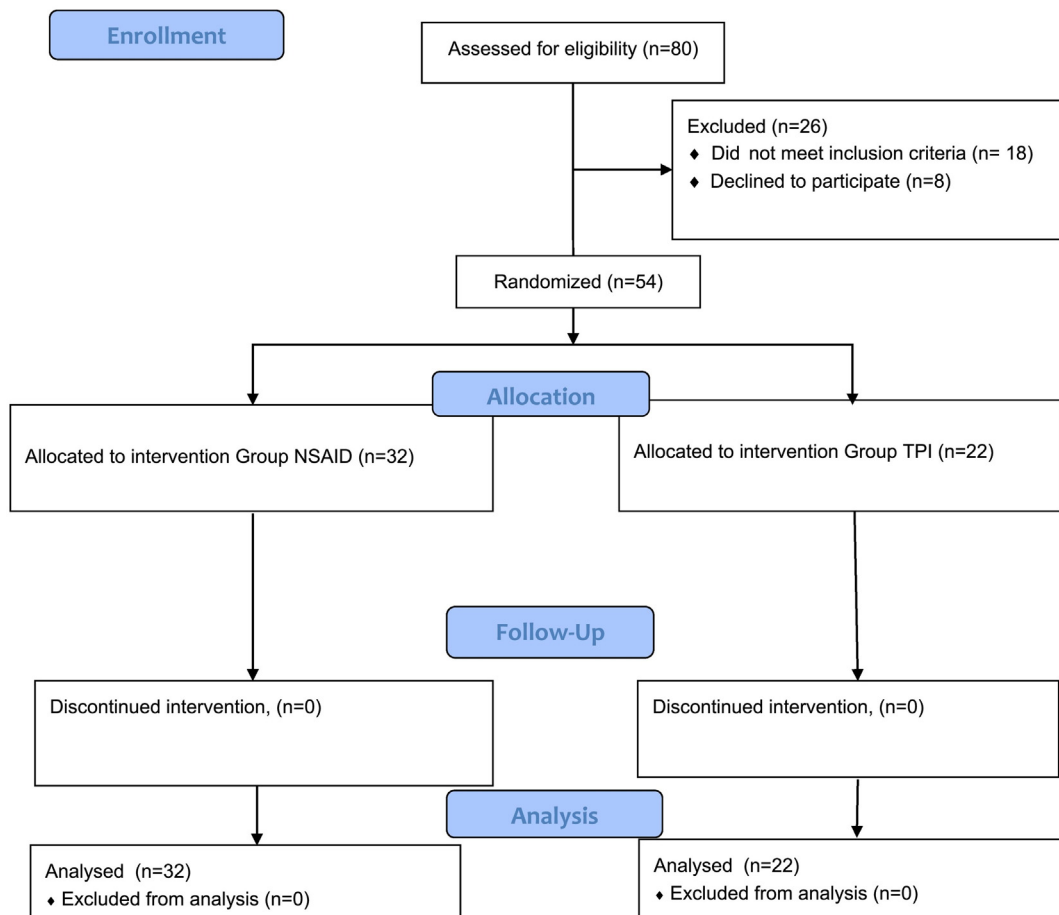 Enrollment
Assessed for eligibility (n=80)
Excluded (n=26)
♦ Did not meet inclusion criteria (n= 18)
♦ Declined to participate (n=8)
Randomized (n=54)
Allocation
Allocated to intervention Group NSAID (n=32)
Allocated to intervention Group TPI (n=22)
Follow-Up
Discontinued intervention, (n=0)
Discontinued intervention, (n=0)
Analysis
Analysed (n=32)
♦ Excluded from analysis (n=0)
Analysed (n=22)
♦ Excluded from analysis (n=0)